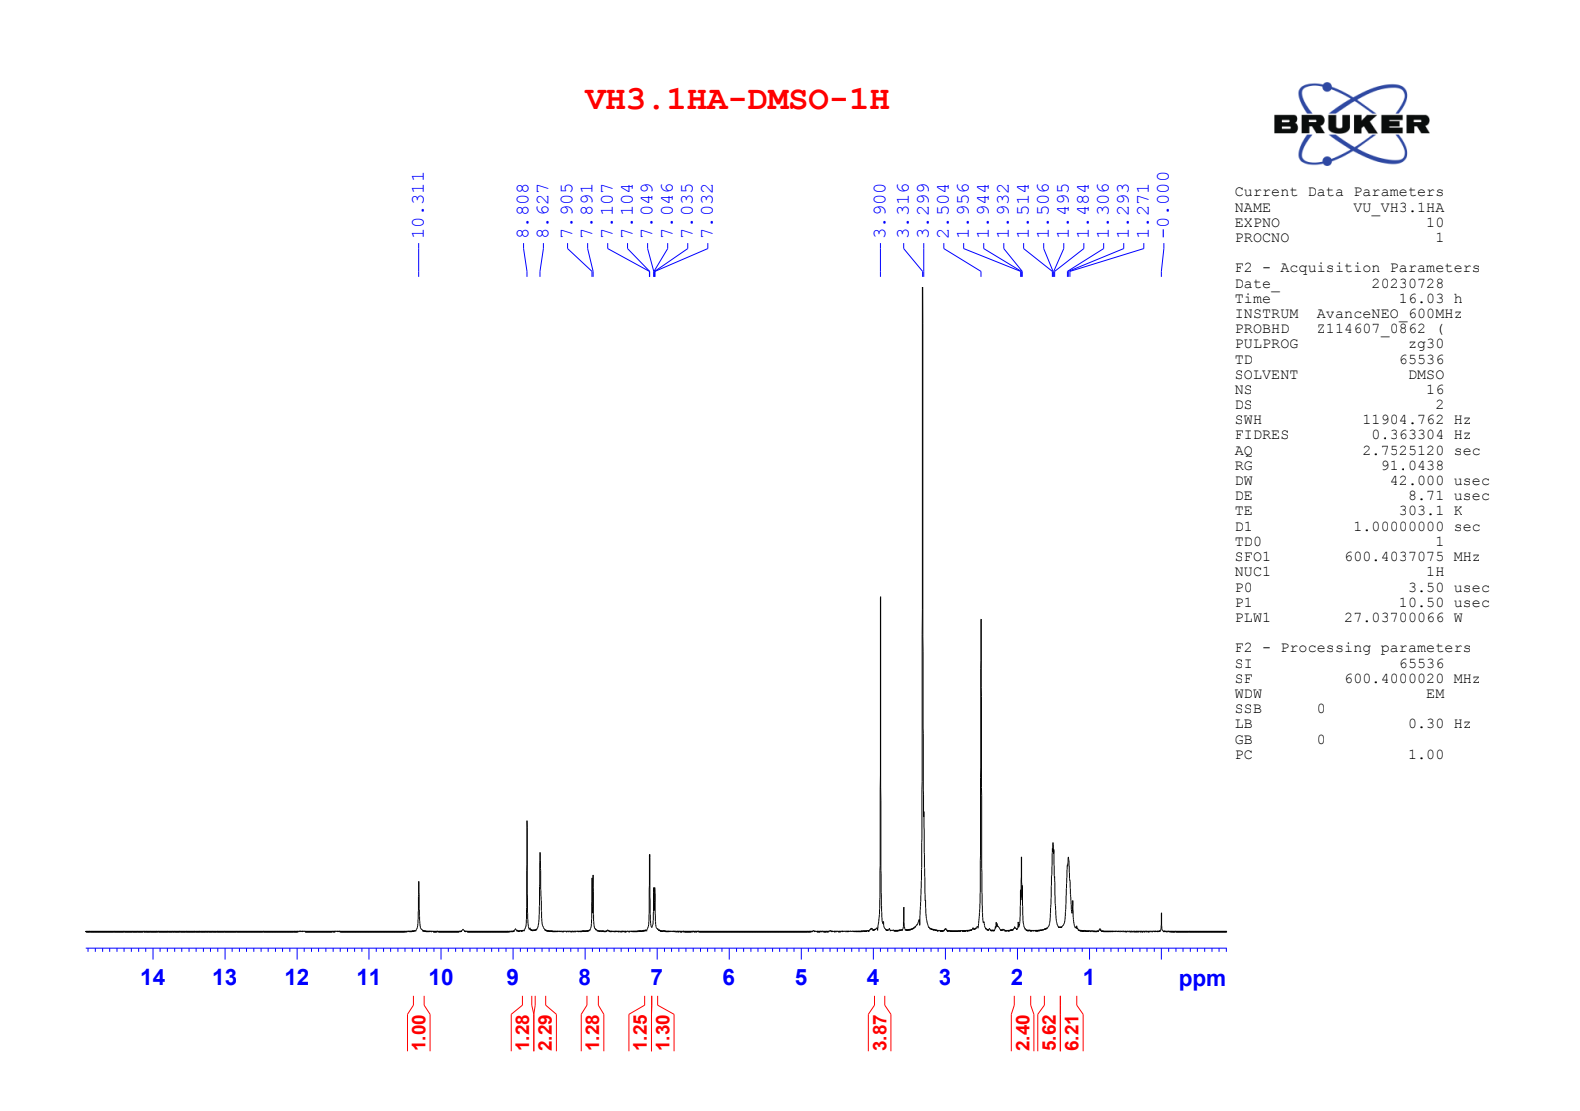 VH3.1HA-DMSO-1H
BRUKER
10.311
8.808
8.627
7.905
7.891
7.107
7.104
7.049
7.046
7.035
7.032
3.900
3.316
3.299
2.504
1.956
1.944
1.932
1.514
1.506
1.495
1.484
1.306
1.293
1.271
-0.000
Current Data Parameters
NAME VU_VH3.1HA
EXPNO 10
PROCNO 1
F2 - Acquisition Parameters
Date_ 20230728
Time 16.03 h
INSTRUM AvanceNEO_600MHz
PROBHD Z114607_0862 (
PULPROG zg30
TD 65536
SOLVENT DMSO
NS 16
DS 2
SWH 11904.762 Hz
FIDRES 0.363304 Hz
AQ 2.7525120 sec
RG 91.0438
DW 42.000 usec
DE 8.71 usec
TE 303.1 K
D1 1.00000000 sec
TD0 1
SFO1 600.4037075 MHz
NUC1 1H
P0 3.50 usec
P1 10.50 usec
PLW1 27.03700066 W
F2 - Processing parameters
SI 65536
SF 600.4000020 MHz
WDW EM
SSB 0
LB 0.30 Hz
GB 0
PC 1.00
14 13 12 11 10 9 8 7 6 5 4 3 2 1 ppm
1.00
1.28
2.29
1.28
1.25
1.30
3.87
2.40
5.62
6.21